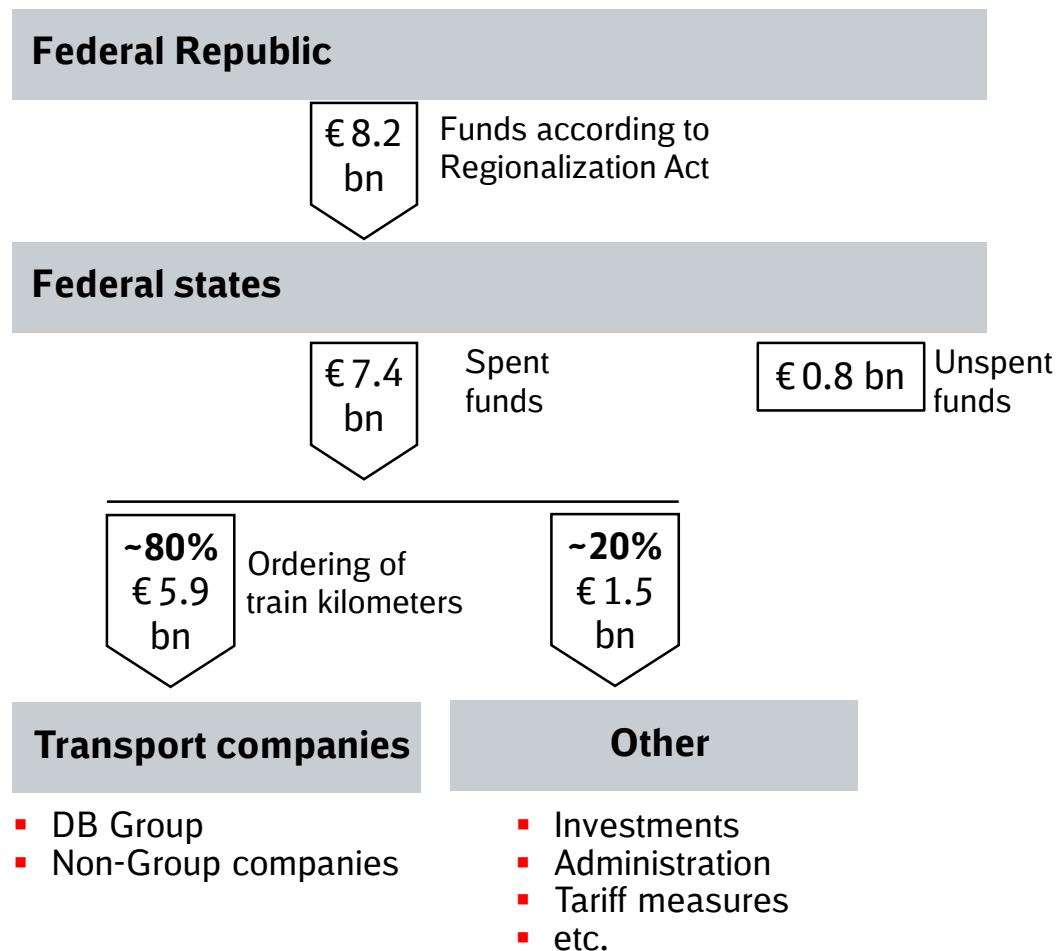 Federal Republic
€ 8.2
bn
Funds according to
Regionalization Act
Federal states
€ 7.4
bn
Spent
funds
€ 0.8 bn
Unspent
funds
~80%
€ 5.9
bn
Ordering of
train kilometers
~20%
€ 1.5
bn
Transport companies
Other
▪ DB Group
▪ Non-Group companies
▪ Investments
▪ Administration
▪ Tariff measures
▪ etc.